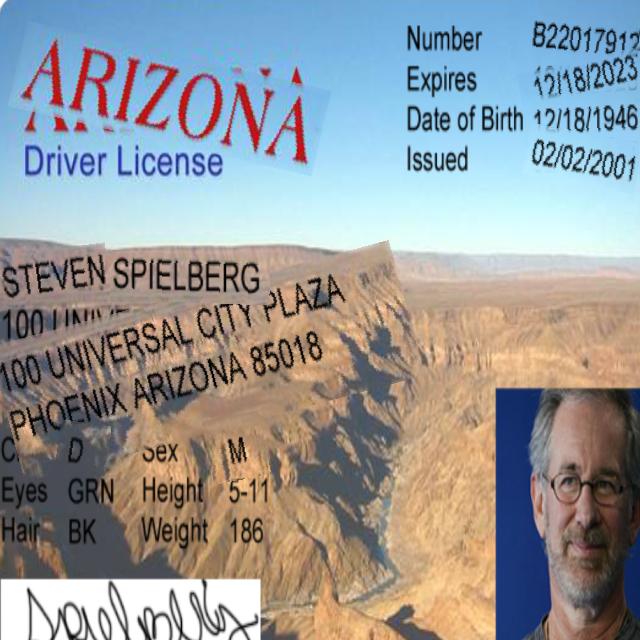 ARIZONA
Driver License
Number B22017912
Expires 12/18/2023
Date of Birth 12/18/1946
Issued 02/02/2001
STEVEN SPIELBERG
100
100 UNIVERSAL CITY PLAZA
PHOENIX ARIZONA 85018
D Sex M
Eyes GRN Height 5-11
Hair BK Weight 186